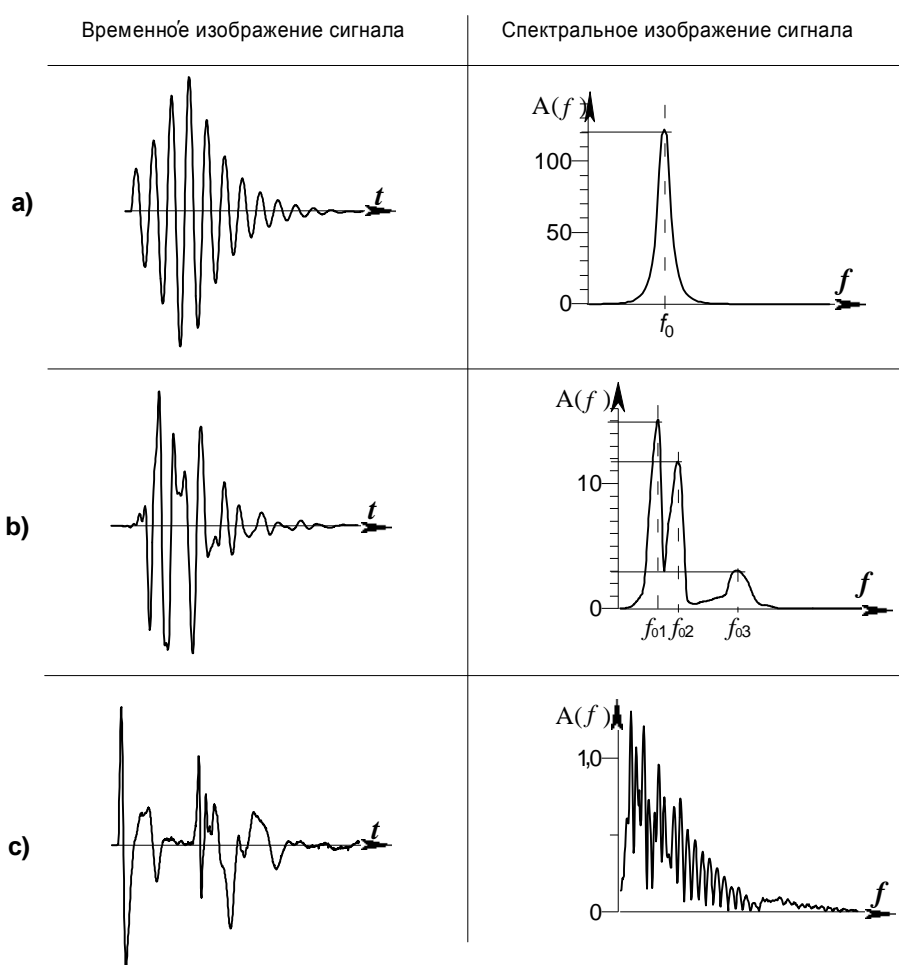 Временно́е изображение сигнала
Спектральное изображение сигнала
a)
t
A(f)
100
50
0
f
f₀
b)
t
A(f)
10
0
f
f₀₁ f₀₂ f₀₃
c)
t
A(f)
1,0
0
f